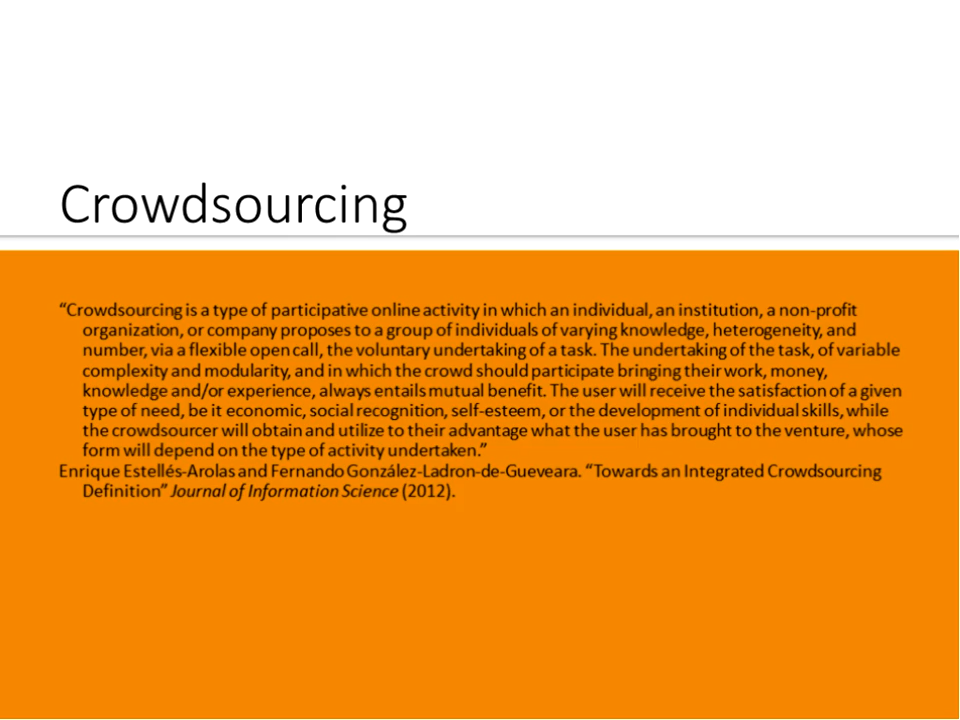 Crowdsourcing
“Crowdsourcing is a type of participative online activity in which an individual, an institution, a non-profit
organization, or company proposes to a group of individuals of varying knowledge, heterogeneity, and
number, via a flexible open call, the voluntary undertaking of a task. The undertaking of the task, of variable
complexity and modularity, and in which the crowd should participate bringing their work, money,
knowledge and/or experience, always entails mutual benefit. The user will receive the satisfaction of a given
type of need, be it economic, social recognition, self-esteem, or the development of individual skills, while
the crowdsourcer will obtain and utilize to their advantage what the user has brought to the venture, whose
form will depend on the type of activity undertaken.”
Enrique Estellés-Arolas and Fernando González-Ladron-de-Gueveara. “Towards an Integrated Crowdsourcing
Definition” Journal of Information Science (2012).